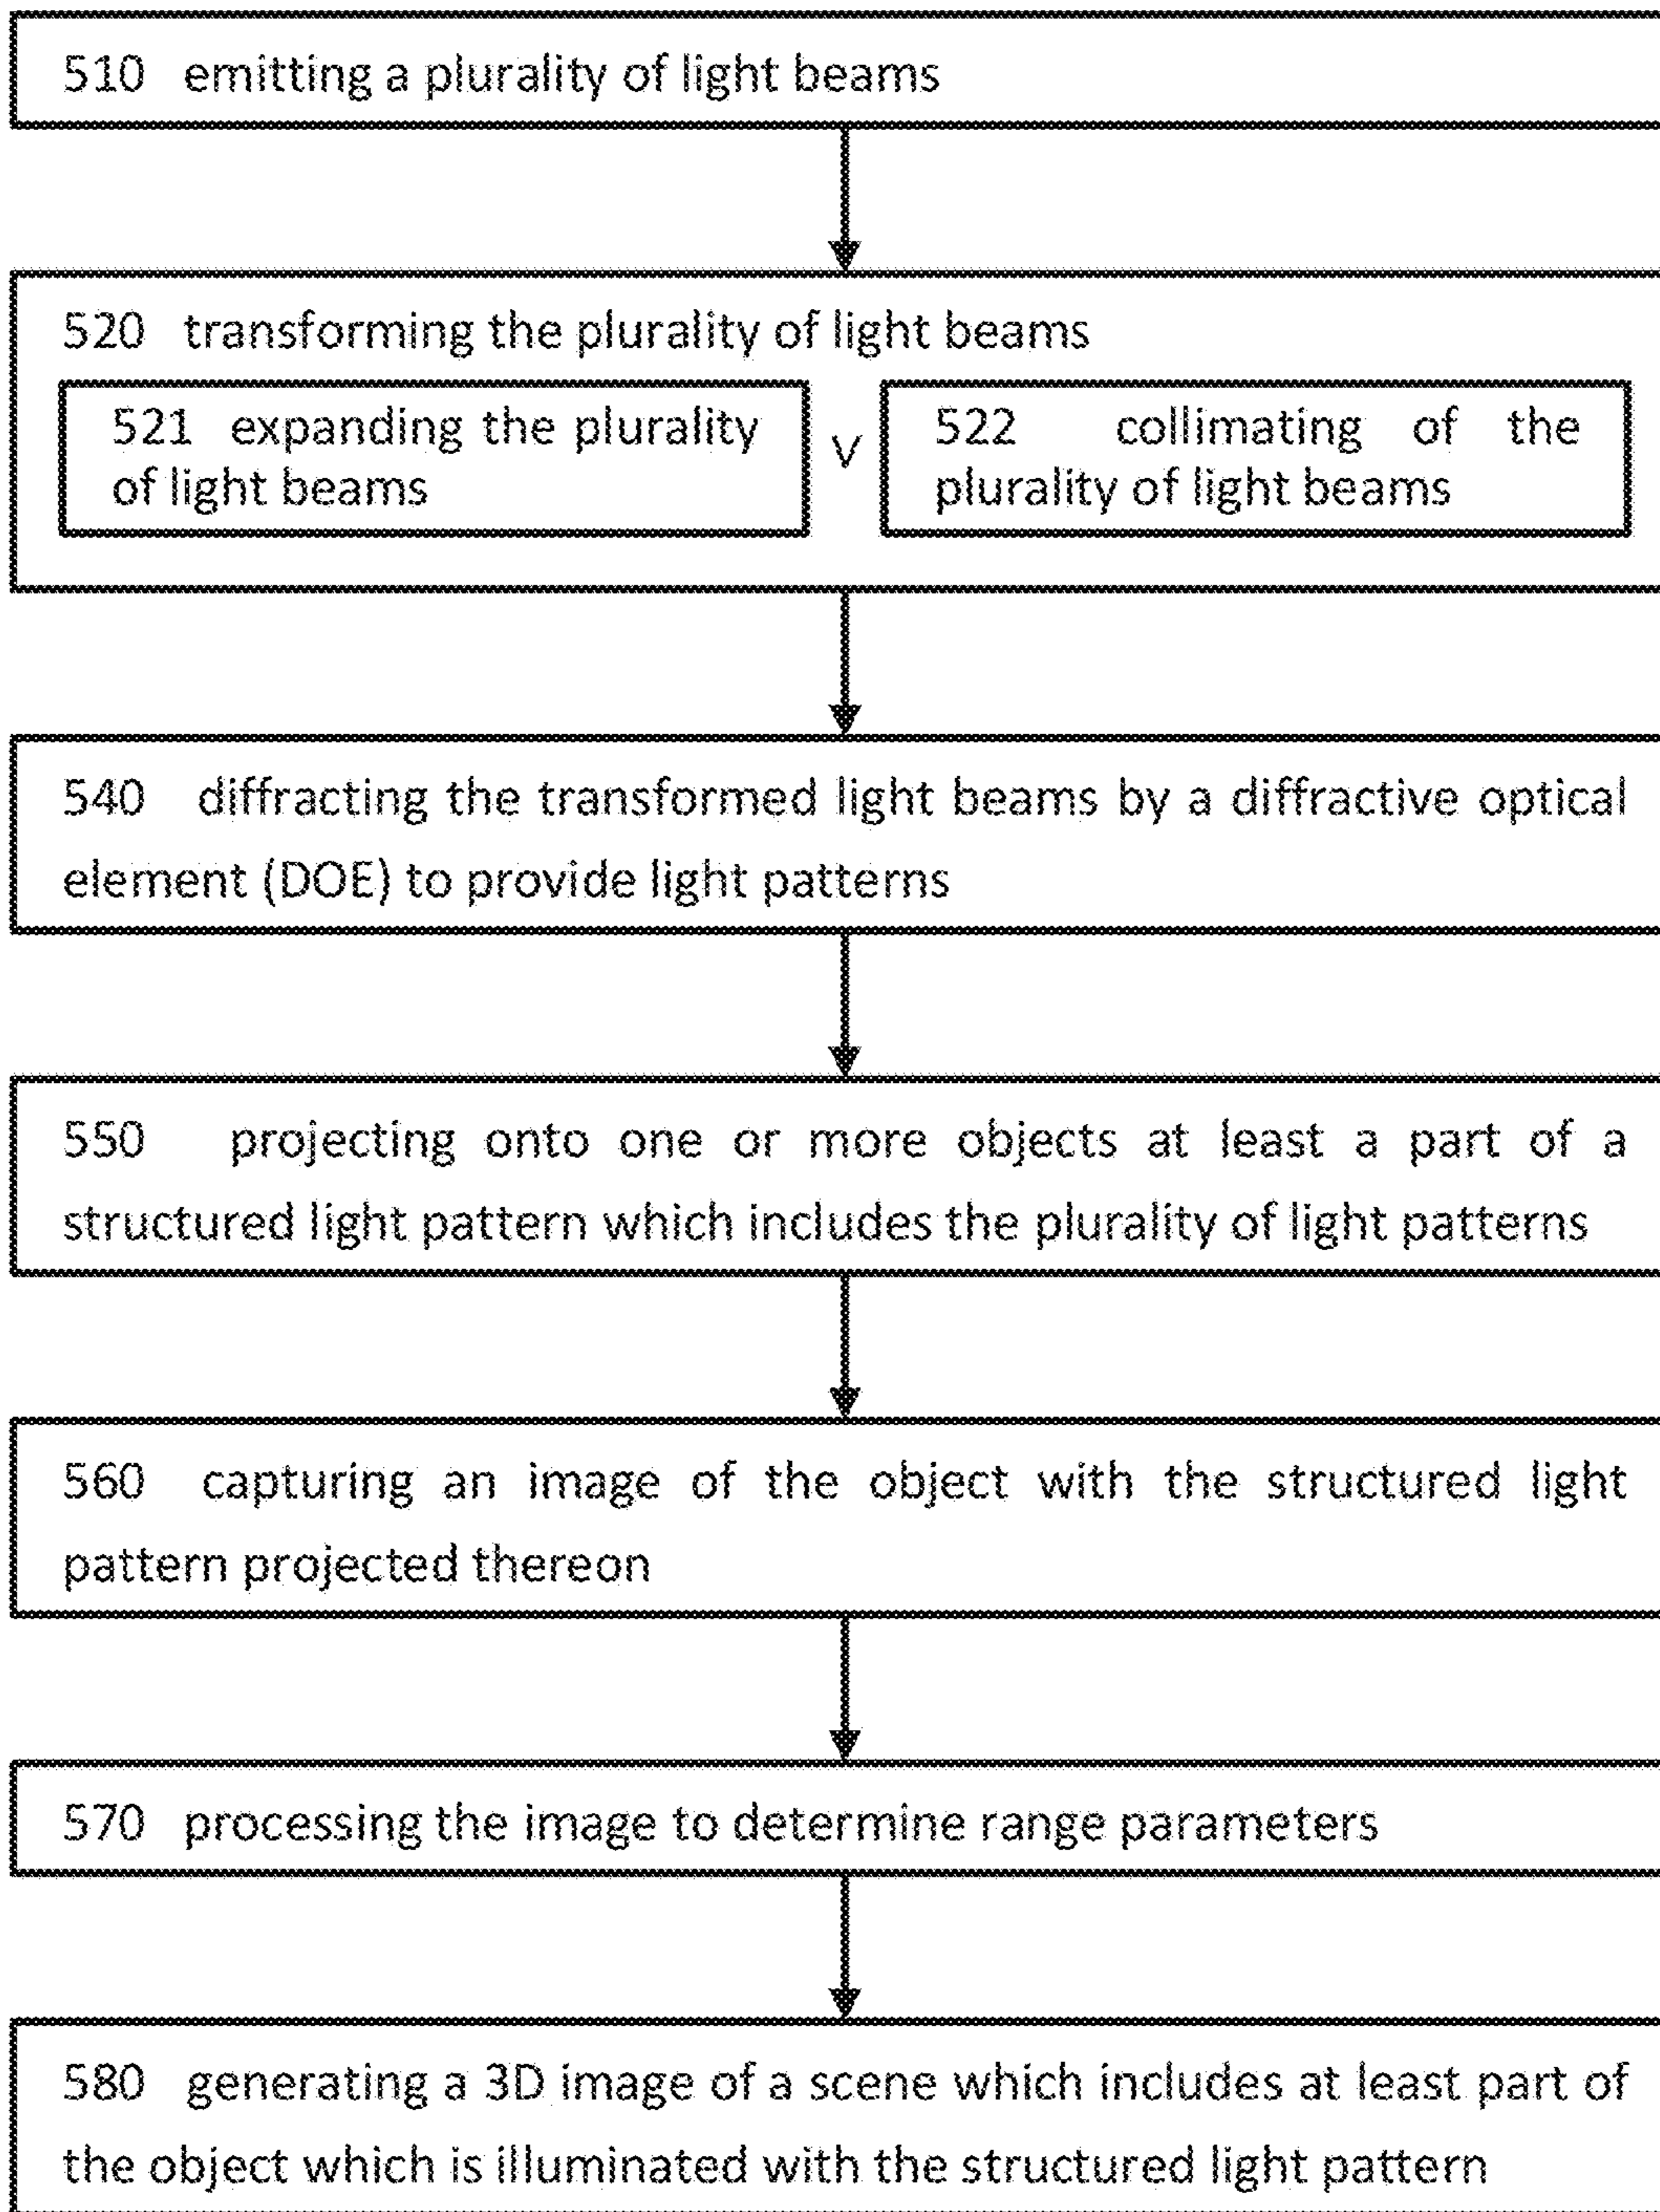 510 emitting a plurality of light beams
520 transforming the plurality of light beams
521 expanding the plurality
of light beams
V
522 collimating of the
plurality of light beams
540 diffracting the transformed light beams by a diffractive optical
element (DOE) to provide light patterns
550 projecting onto one or more objects at least a part of a
structured light pattern which includes the plurality of light patterns
560 capturing an image of the object with the structured light
pattern projected thereon
570 processing the image to determine range parameters
580 generating a 3D image of a scene which includes at least part of
the object which is illuminated with the structured light pattern